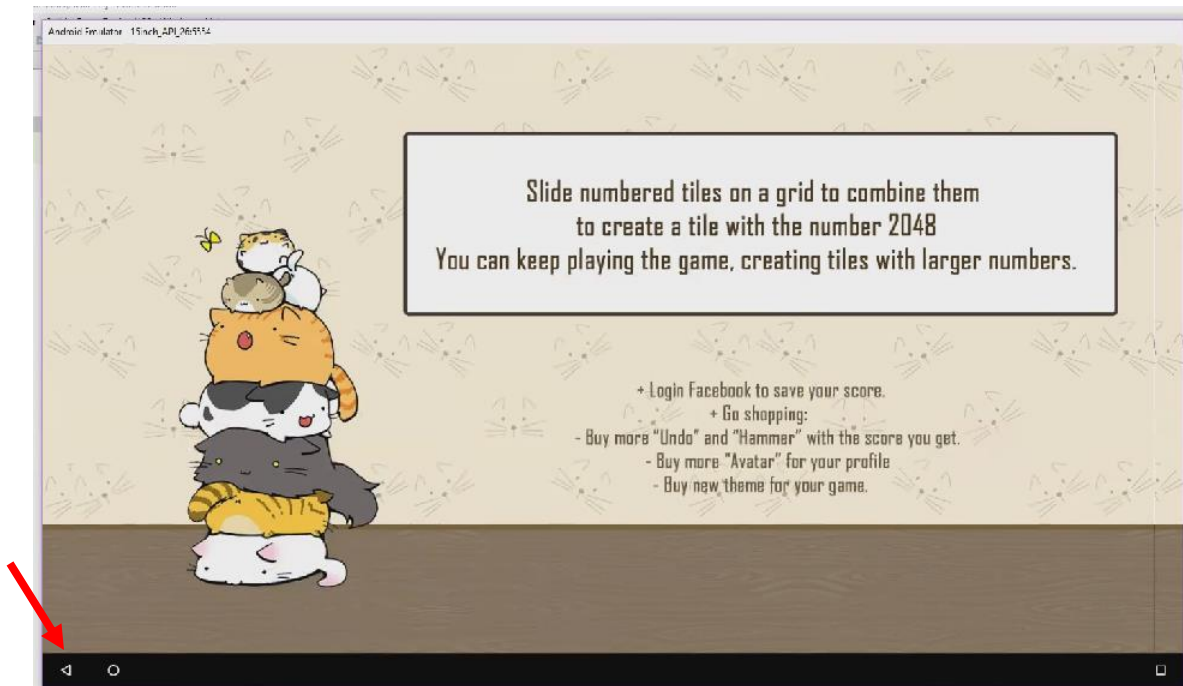 Android Emulator - 15inch_API_26:5554
Slide numbered tiles on a grid to combine them
to create a tile with the number 2048
You can keep playing the game, creating tiles with larger numbers.
+ Login Facebook to save your score.
+ Go shopping:
- Buy more "Undo" and "Hammer" with the score you get.
- Buy more "Avatar" for your profile
- Buy new theme for your game.